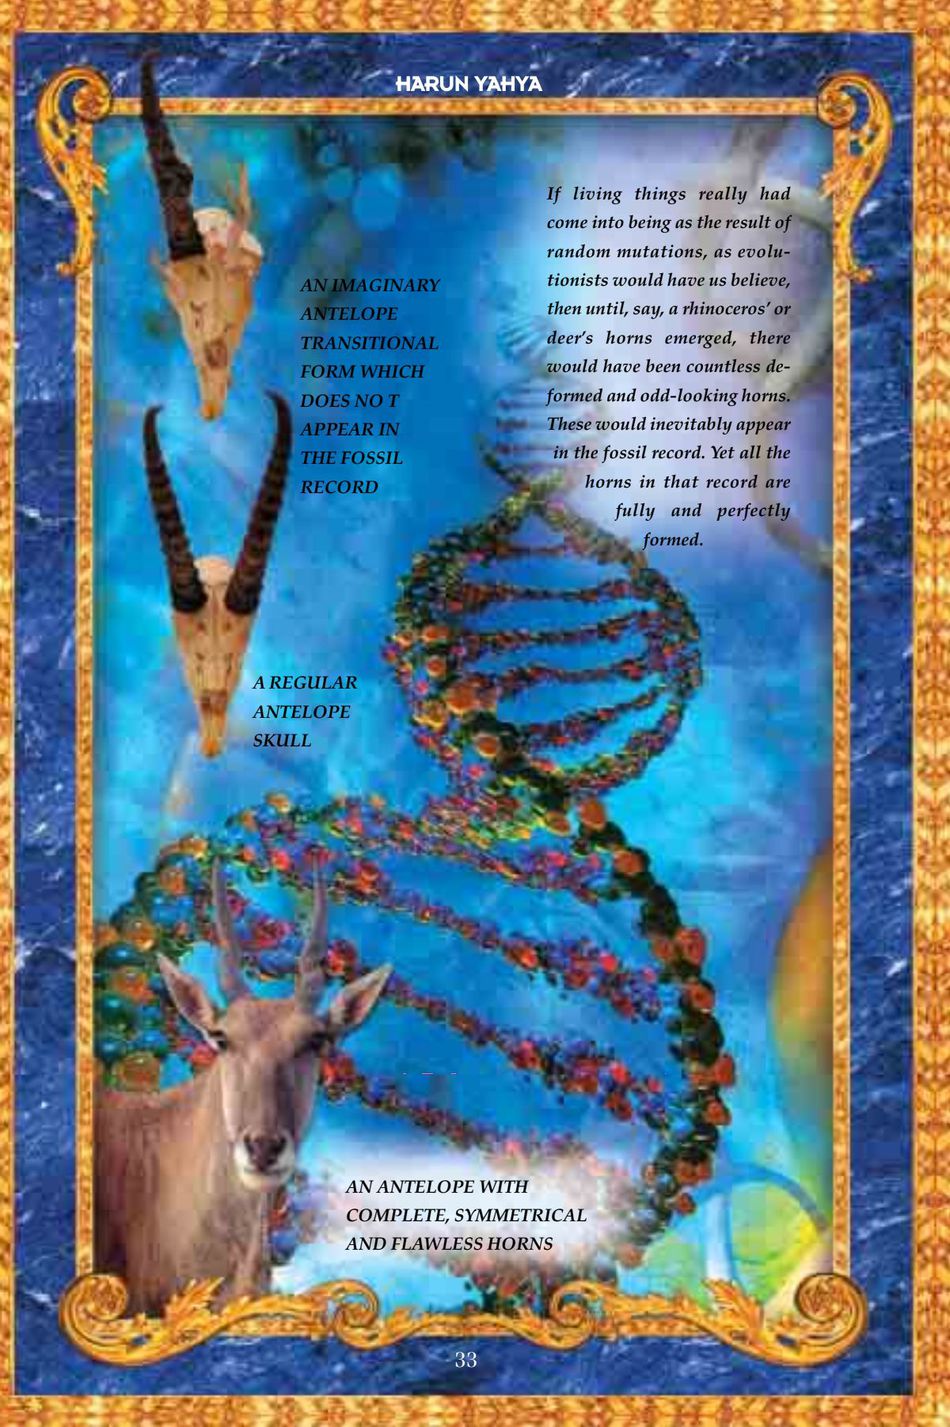 HARUN YAHYA
If living things really had
come into being as the result of
random mutations, as evolu-
tionists would have us believe,
then until, say, a rhinoceros’ or
deer’s horns emerged, there
would have been countless de-
formed and odd-looking horns.
These would inevitably appear
in the fossil record. Yet all the
horns in that record are
fully and perfectly
formed.
AN IMAGINARY
ANTELOPE
TRANSITIONAL
FORM WHICH
DOES NO T
APPEAR IN
THE FOSSIL
RECORD
A REGULAR
ANTELOPE
SKULL
AN ANTELOPE WITH
COMPLETE, SYMMETRICAL
AND FLAWLESS HORNS
33